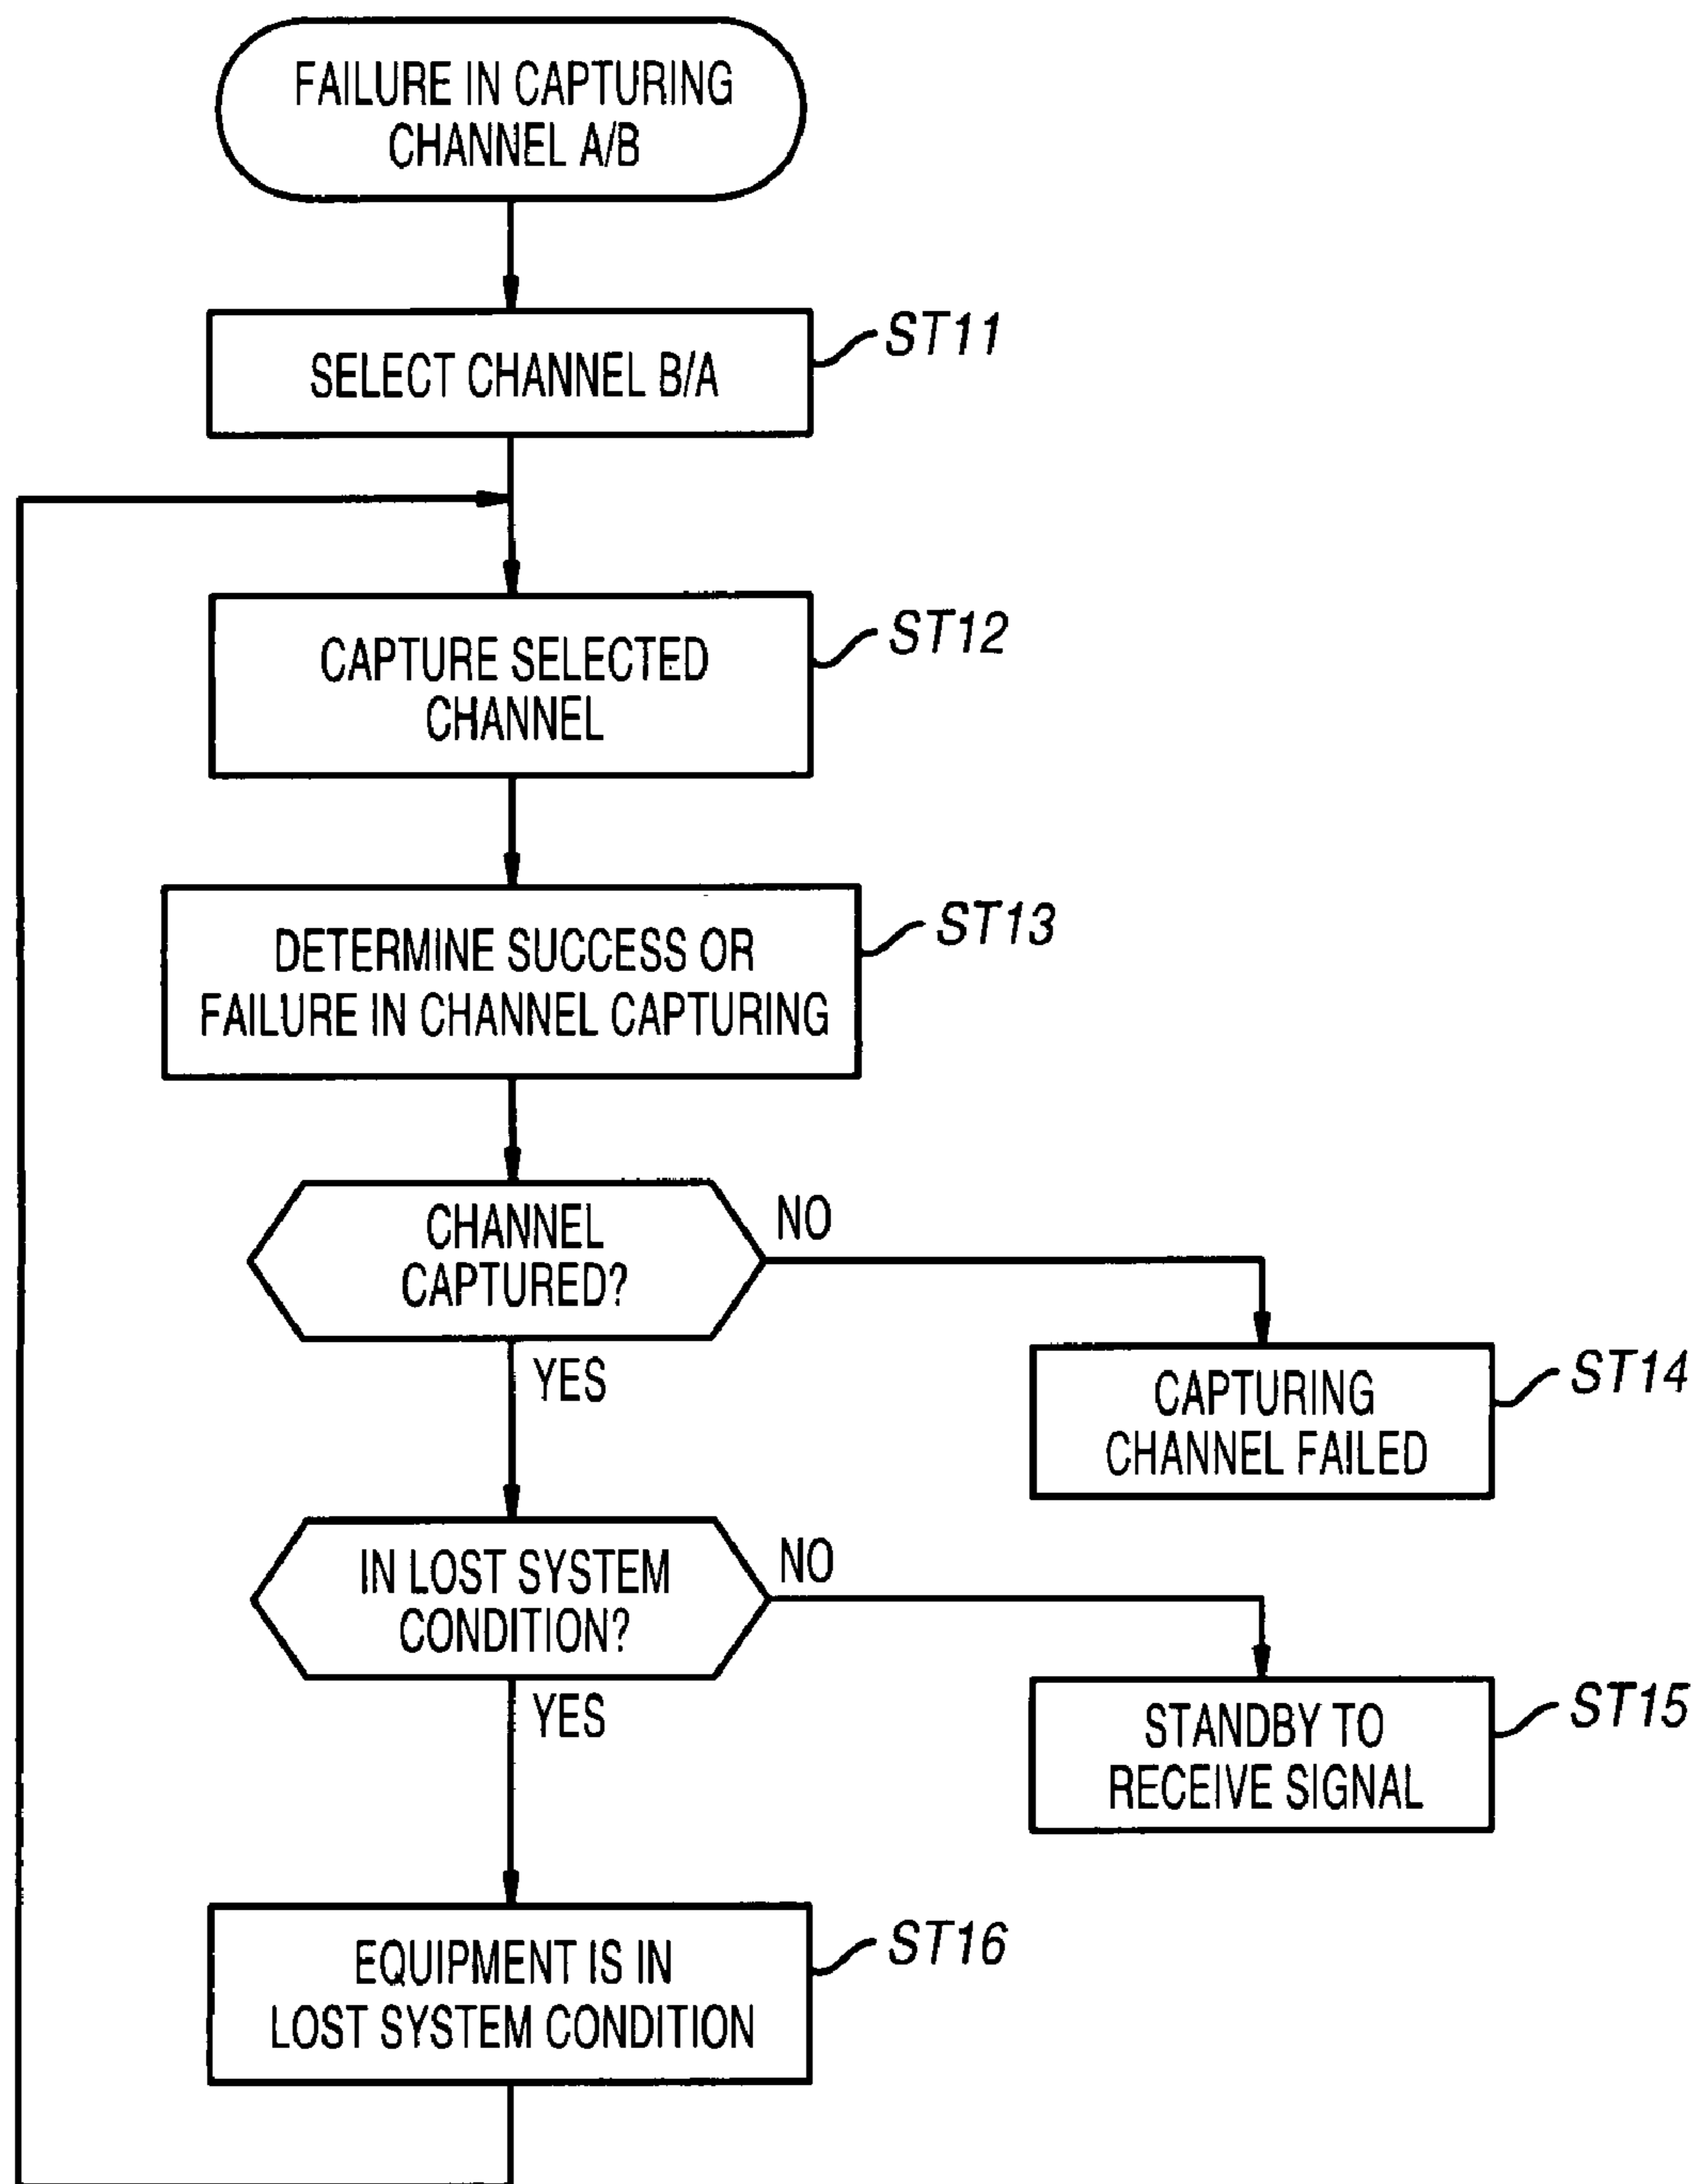 FAILURE IN CAPTURING
CHANNEL A/B
SELECT CHANNEL B/A
ST11
CAPTURE SELECTED
CHANNEL
ST12
DETERMINE SUCCESS OR
FAILURE IN CHANNEL CAPTURING
ST13
CHANNEL
CAPTURED?
NO
YES
CAPTURING
CHANNEL FAILED
ST14
IN LOST SYSTEM
CONDITION?
NO
YES
STANDBY TO
RECEIVE SIGNAL
ST15
EQUIPMENT IS IN
LOST SYSTEM CONDITION
ST16